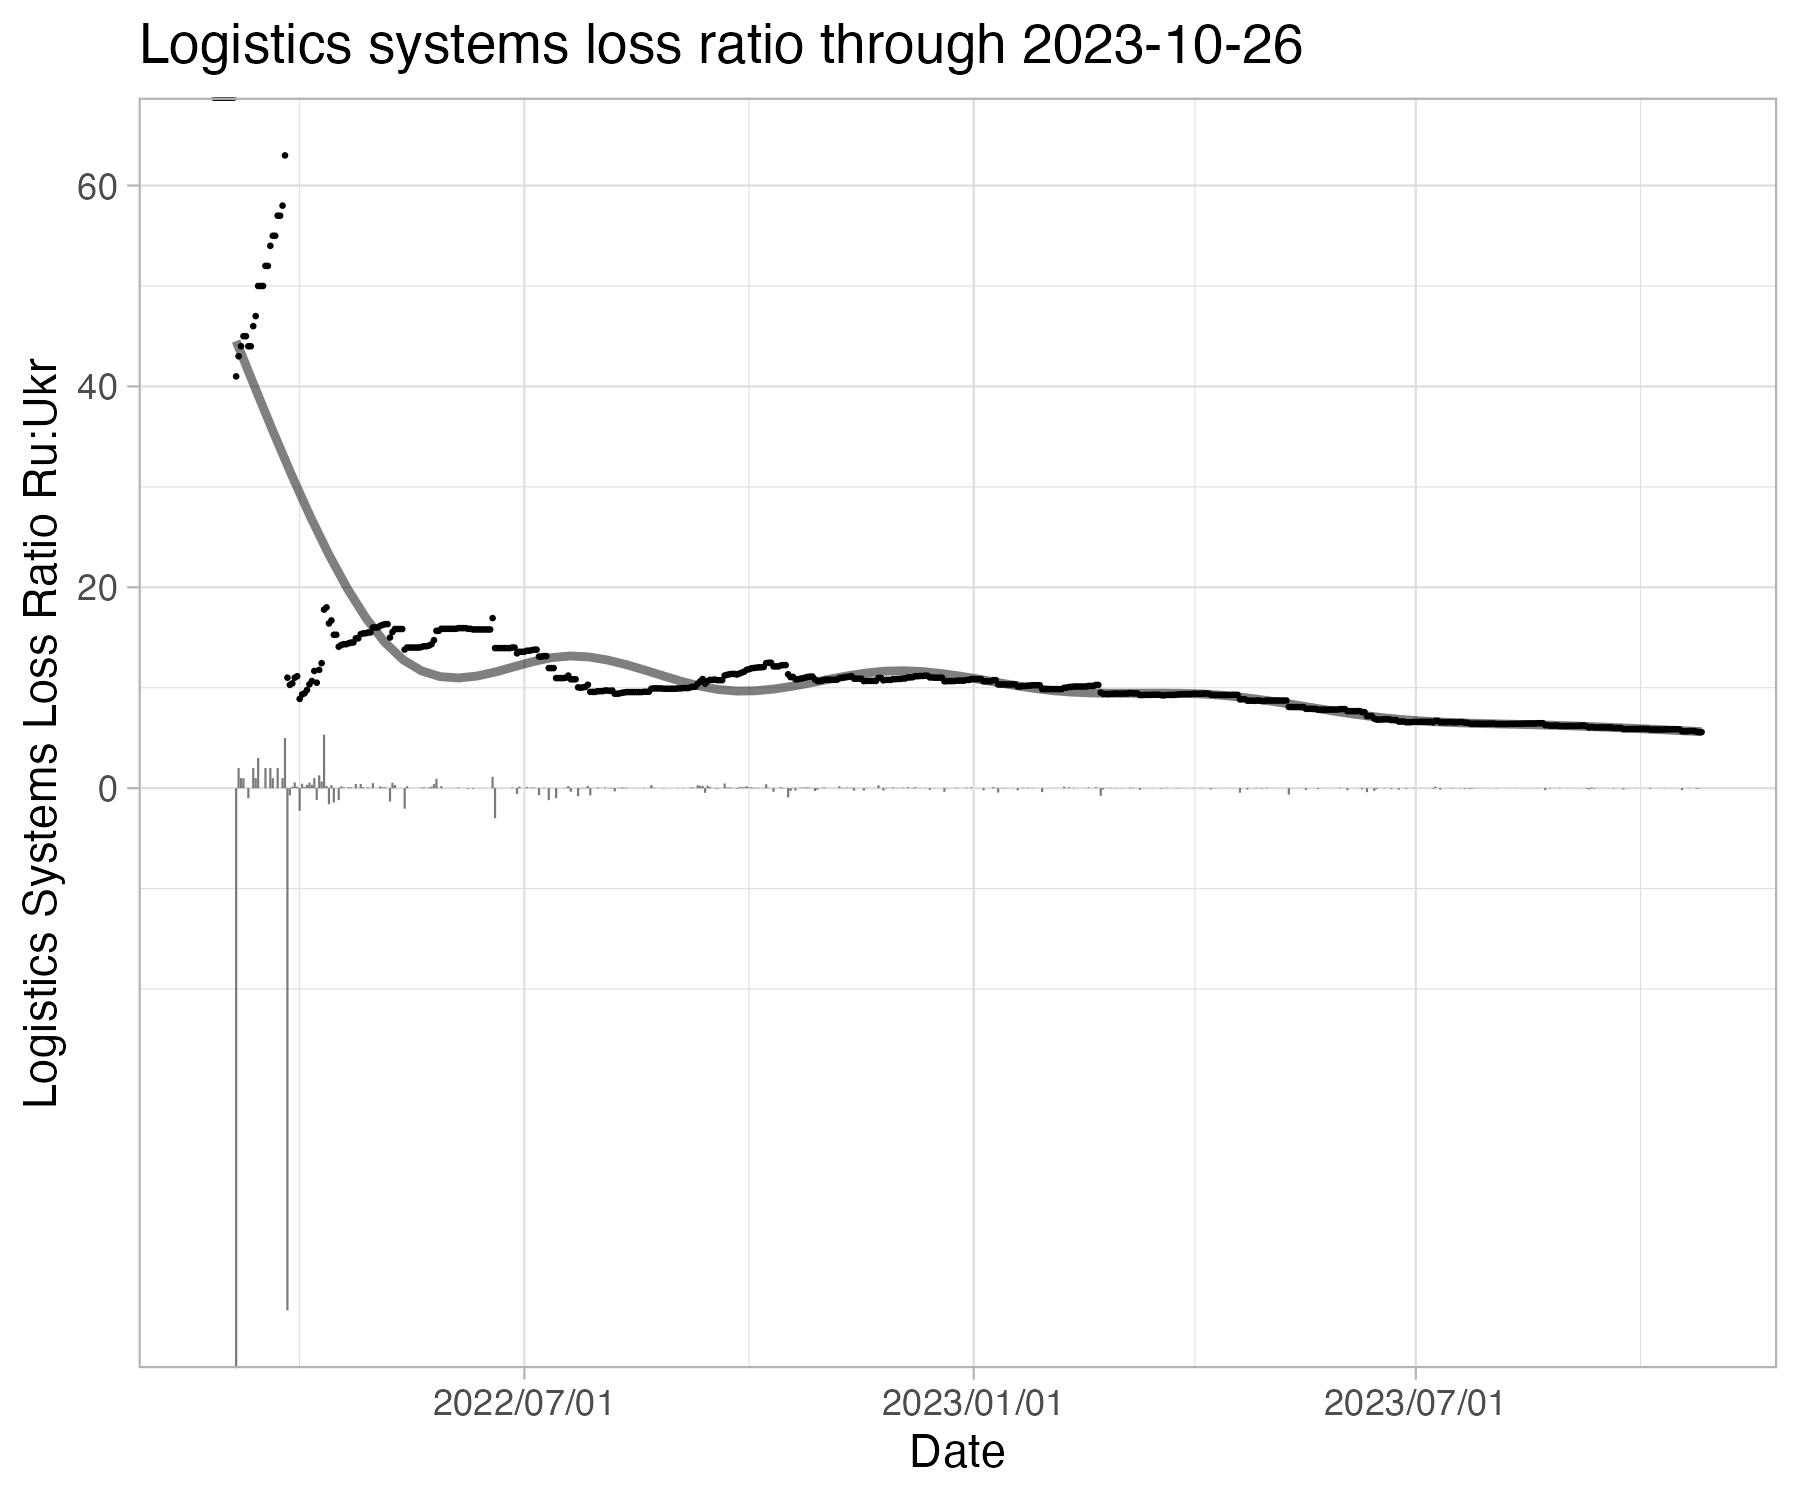 Logistics systems loss ratio through 2023-10-26
Logistics Systems Loss Ratio Ru:Ukr
60
40
20
0
2022/07/01
2023/01/01
2023/07/01
Date